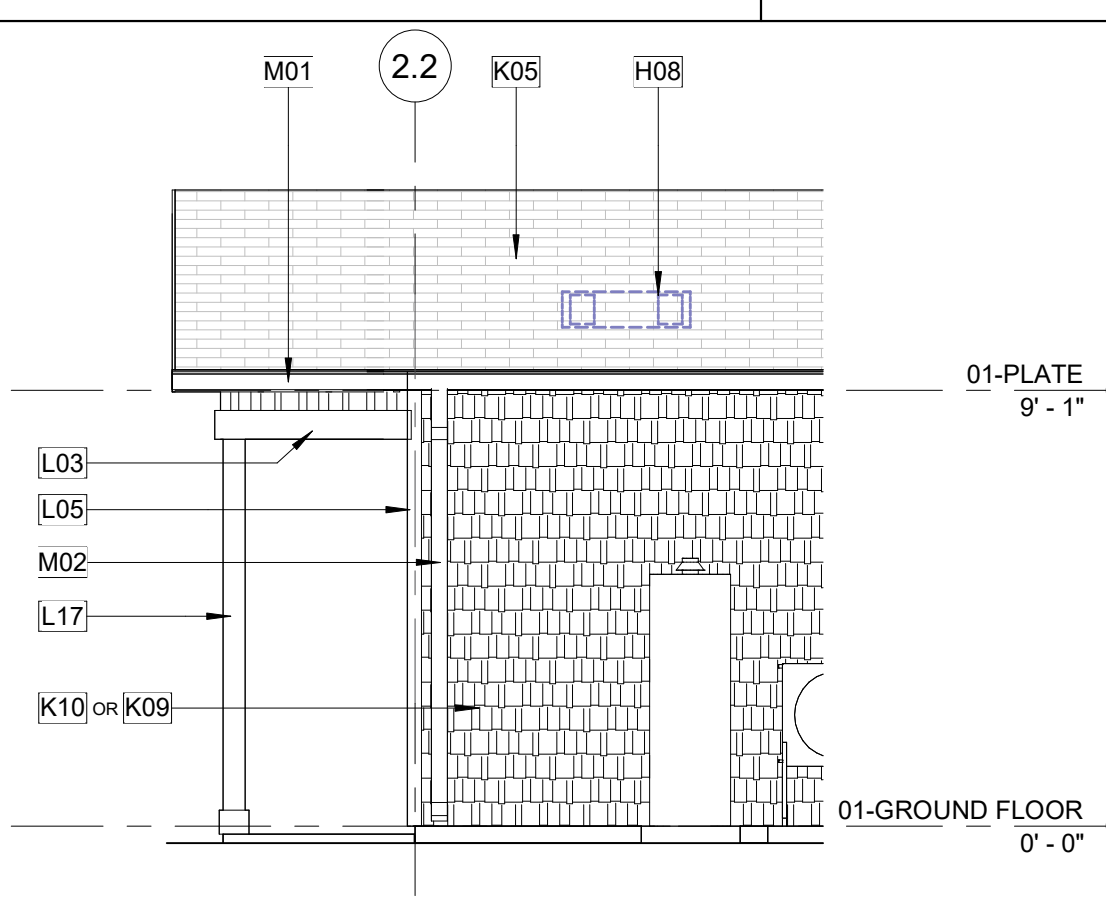 M01
2.2
K05
H08
01-PLATE
9' - 1"
L03
L05
M02
L17
K10 OR K09
01-GROUND FLOOR
0' - 0"